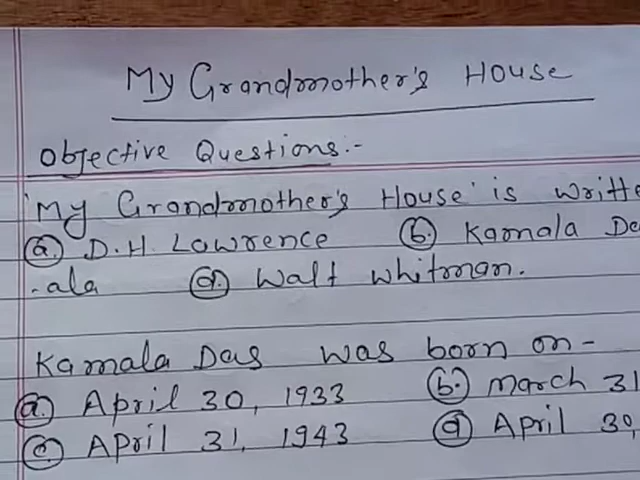 My Grandmother's House
Objective Questions:-
'My Grandmother's House' is writte
(a.) D.H. Lawrence (b.) Kamala Da
.ala (d.) Walt Whitman.
Kamala Das was born on-
(a.) April 30, 1933 (b.) March 31
(c.) April 31, 1943 (d) April 30,